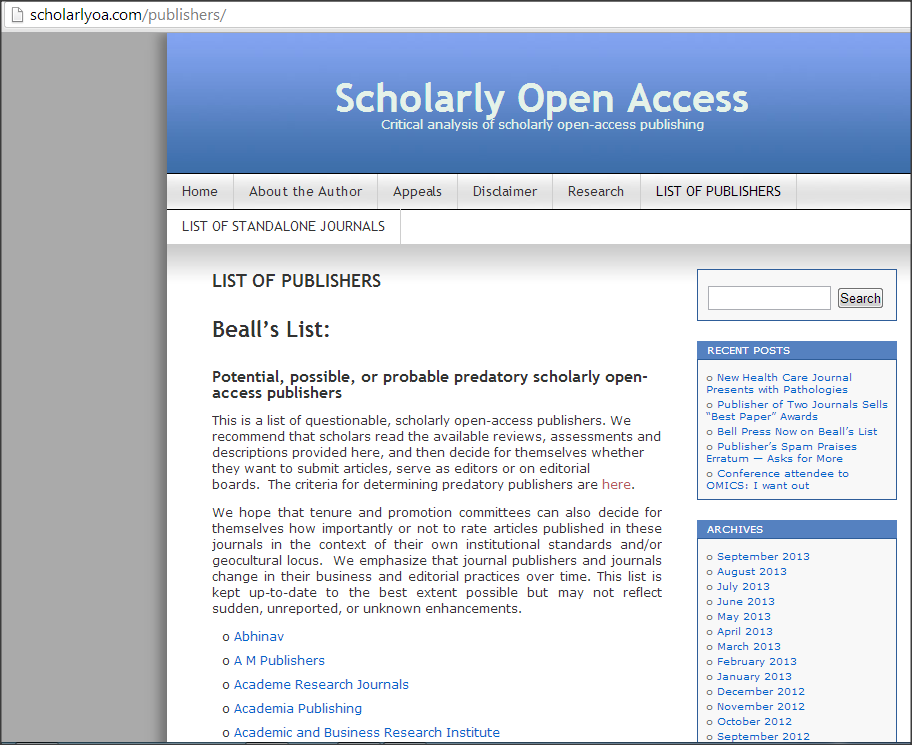 scholarlyoa.com/publishers/
Scholarly Open Access
Critical analysis of scholarly open-access publishing
Home
About the Author
Appeals
Disclaimer
Research
LIST OF PUBLISHERS
LIST OF STANDALONE JOURNALS
LIST OF PUBLISHERS
Beall’s List:
Potential, possible, or probable predatory scholarly open-
access publishers
This is a list of questionable, scholarly open-access publishers. We
recommend that scholars read the available reviews, assessments and
descriptions provided here, and then decide for themselves whether
they want to submit articles, serve as editors or on editorial
boards.  The criteria for determining predatory publishers are here.
We hope that tenure and promotion committees can also decide for
themselves how importantly or not to rate articles published in these
journals in the context of their own institutional standards and/or
geocultural locus.  We emphasize that journal publishers and journals
change in their business and editorial practices over time. This list is
kept up-to-date to the best extent possible but may not reflect
sudden, unreported, or unknown enhancements.
o Abhinav
o A M Publishers
o Academe Research Journals
o Academia Publishing
o Academic and Business Research Institute
Search
RECENT POSTS
o New Health Care Journal
Presents with Pathologies
o Publisher of Two Journals Sells
“Best Paper” Awards
o Bell Press Now on Beall’s List
o Publisher’s Spam Praises
Erratum — Asks for More
o Conference attendee to
OMICS: I want out
ARCHIVES
o September 2013
o August 2013
o July 2013
o June 2013
o May 2013
o April 2013
o March 2013
o February 2013
o January 2013
o December 2012
o November 2012
o October 2012
o September 2012